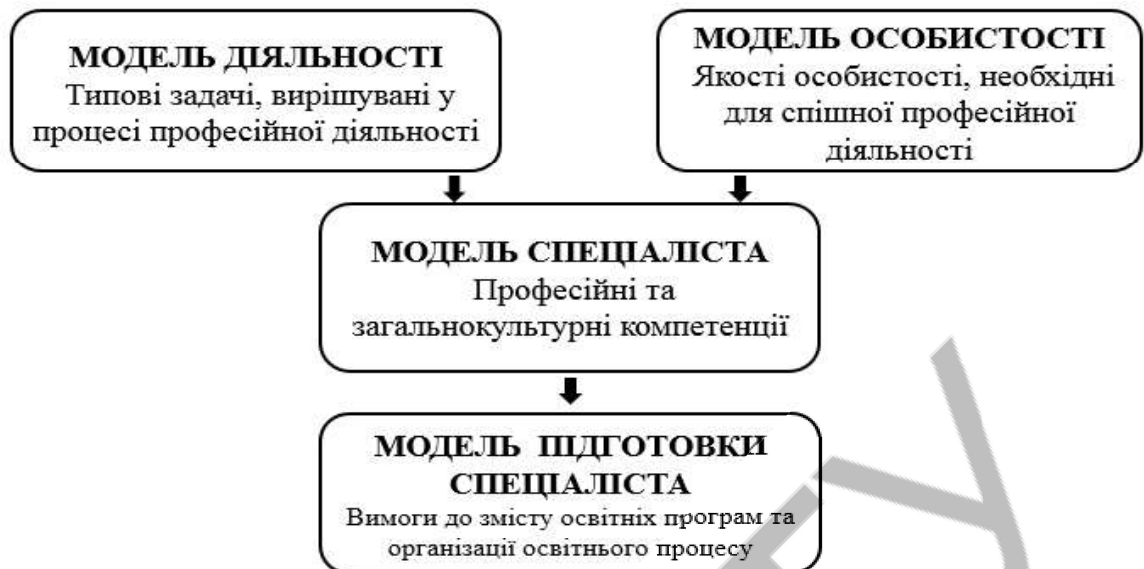 МОДЕЛЬ ДІЯЛЬНОСТІ
Типові задачі, вирішувані у
процесі професійної діяльності
МОДЕЛЬ ОСОБИСТОСТІ
Якості особистості, необхідні
для спішної професійної
діяльності
МОДЕЛЬ СПЕЦІАЛІСТА
Професійні та
загальнокультурні компетенції
МОДЕЛЬ ПІДГОТОВКИ
СПЕЦІАЛІСТА
Вимоги до змісту освітніх програм та
організації освітнього процесу